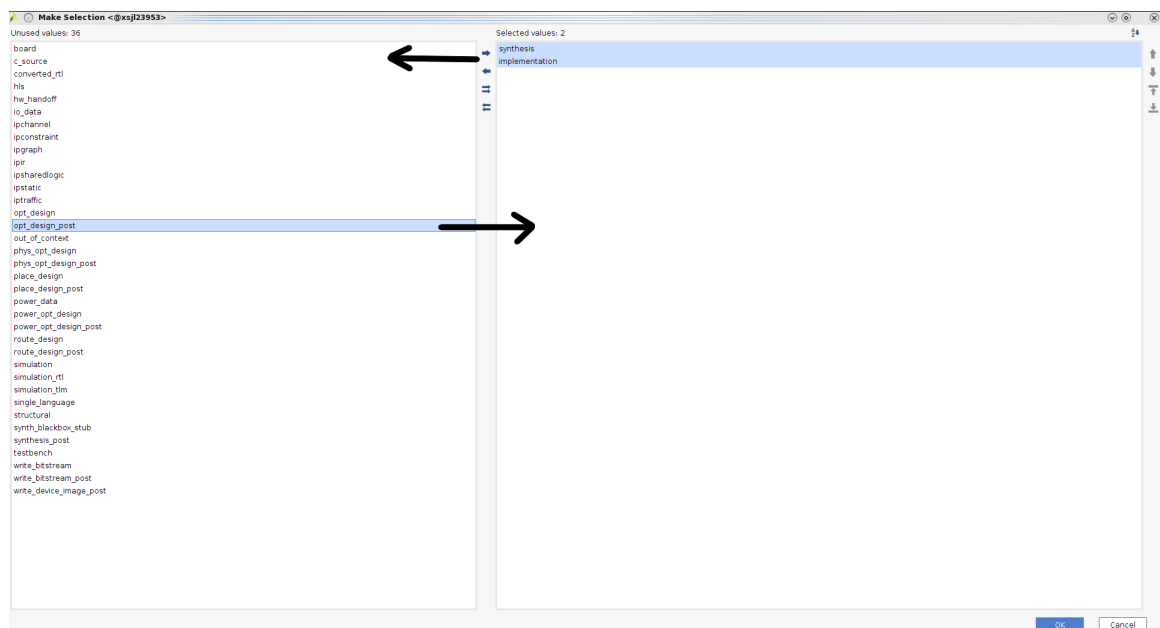 Make Selection <@xsjl23953>
Unused values: 36
board
c_source
converted_rtl
hls
hw_handoff
io_data
ipchannel
ipconstraint
ipgraph
ipir
ipsharedlogic
ipstatic
iptraffic
opt_design
opt_design_post
out_of_context
phys_opt_design
phys_opt_design_post
place_design
place_design_post
power_data
power_opt_design
power_opt_design_post
route_design
route_design_post
simulation
simulation_rtl
simulation_tlm
single_language
structural
synth_blackbox_stub
synthesis_post
testbench
write_bitstream
write_bitstream_post
write_device_image_post
Selected values: 2
synthesis
implementation
OK
Cancel